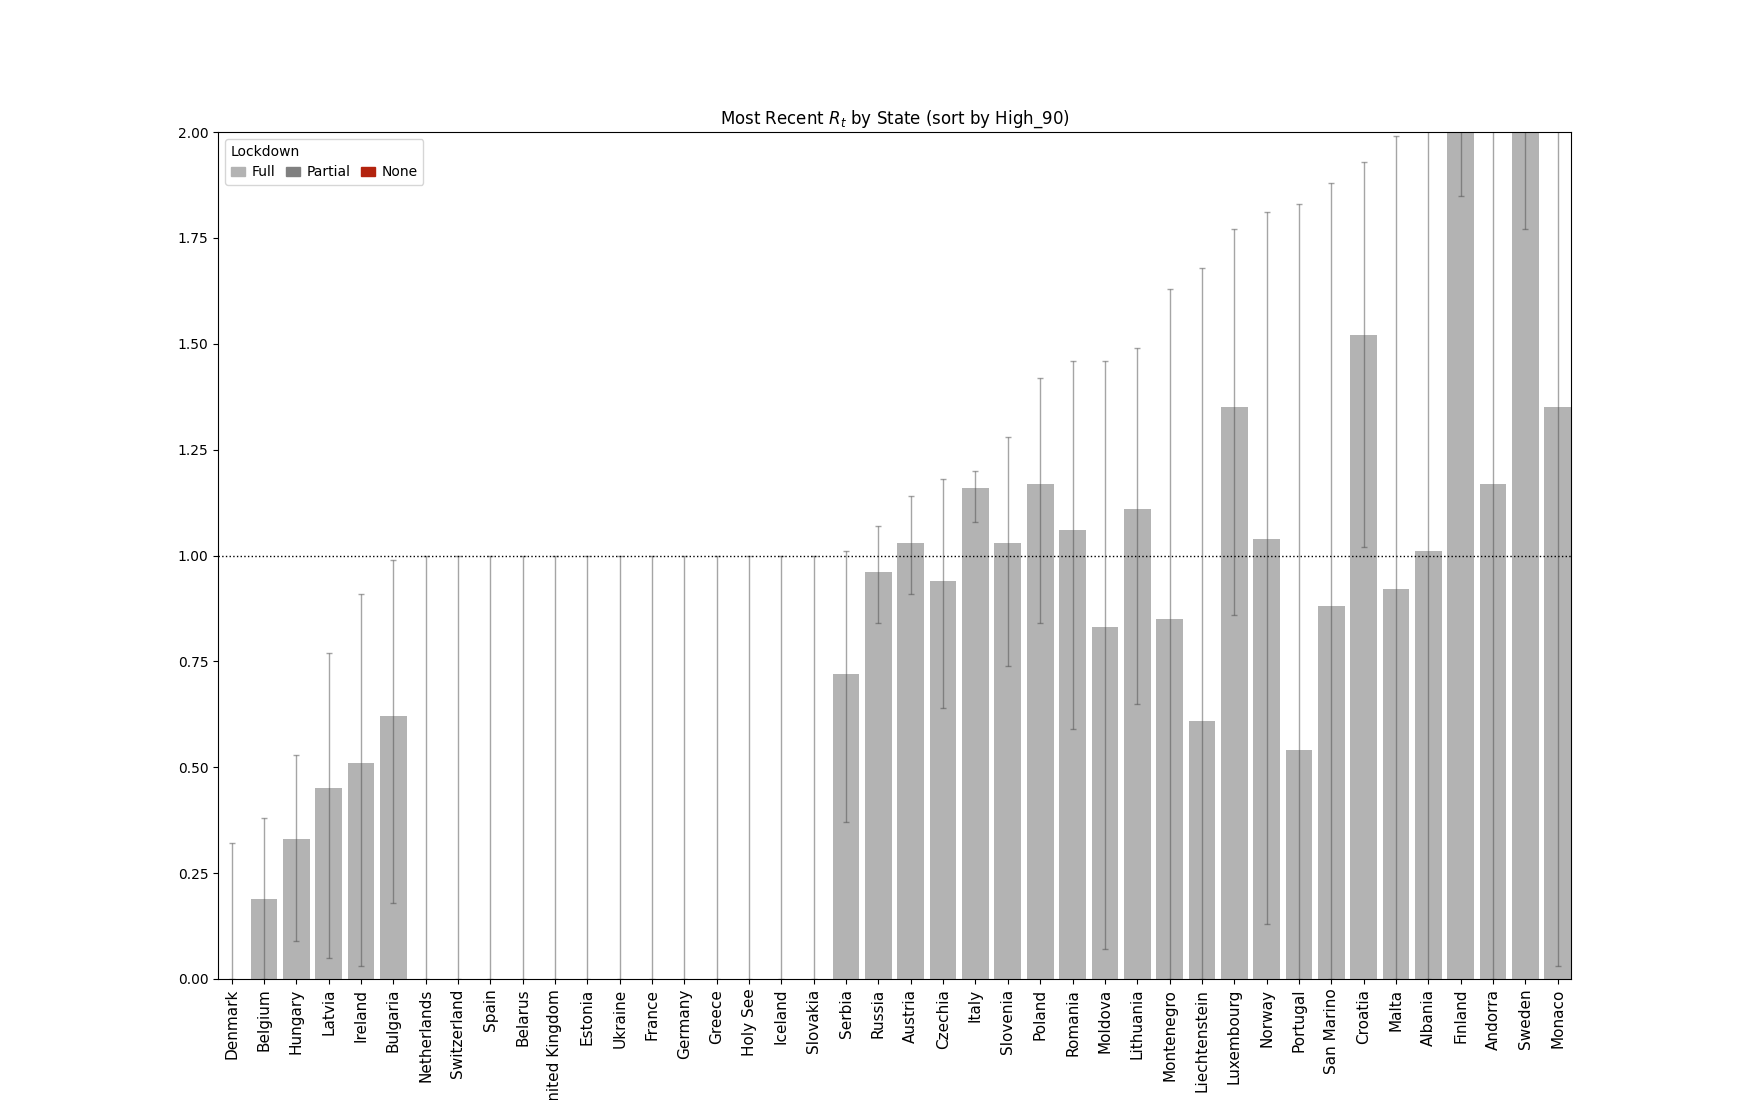 Most Recent R_t by State (sort by High_90)
Lockdown
Full Partial None
2.00
1.75
1.50
1.25
1.00
0.75
0.50
0.25
0.00
Denmark
Belgium
Hungary
Latvia
Ireland
Bulgaria
Netherlands
Switzerland
Spain
Belarus
nited Kingdom
Estonia
Ukraine
France
Germany
Greece
Holy See
Iceland
Slovakia
Serbia
Russia
Austria
Czechia
Italy
Slovenia
Poland
Romania
Moldova
Lithuania
Montenegro
Liechtenstein
Luxembourg
Norway
Portugal
San Marino
Croatia
Malta
Albania
Finland
Andorra
Sweden
Monaco